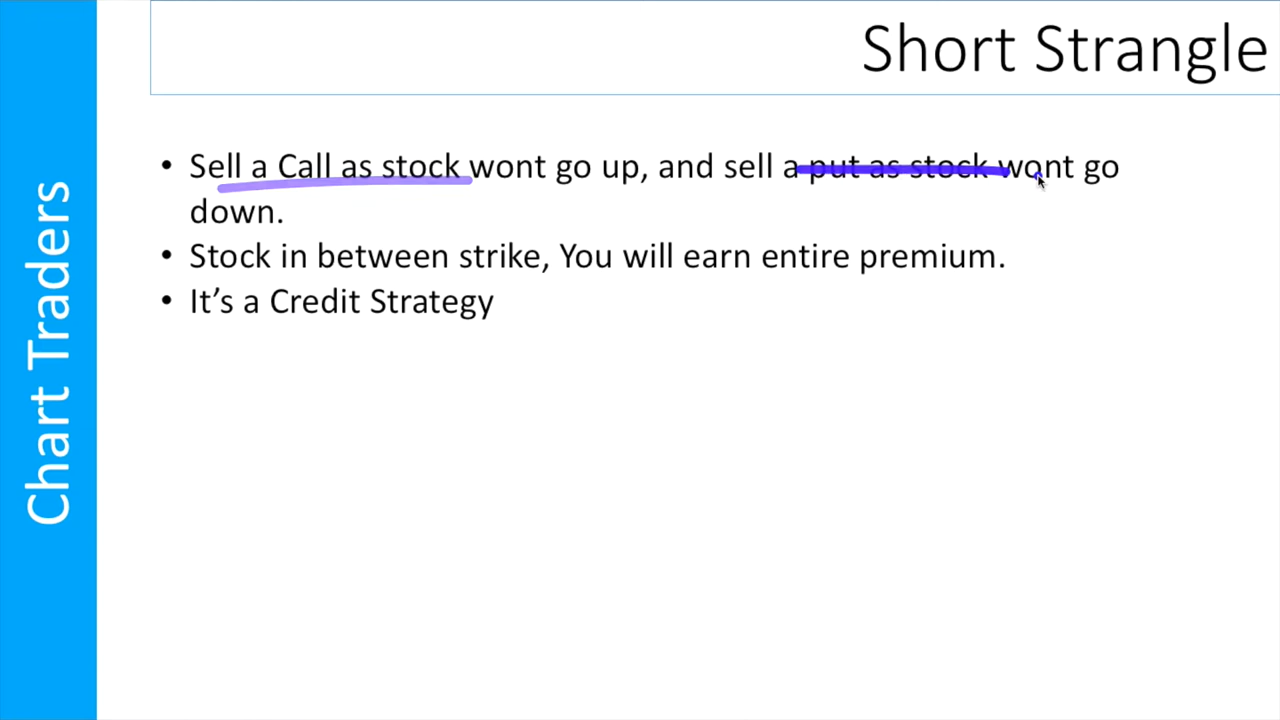 Short Strangle
• Sell a Call as stock wont go up, and sell a put as stock wont go
down.
• Stock in between strike, You will earn entire premium.
• It’s a Credit Strategy
Chart Traders